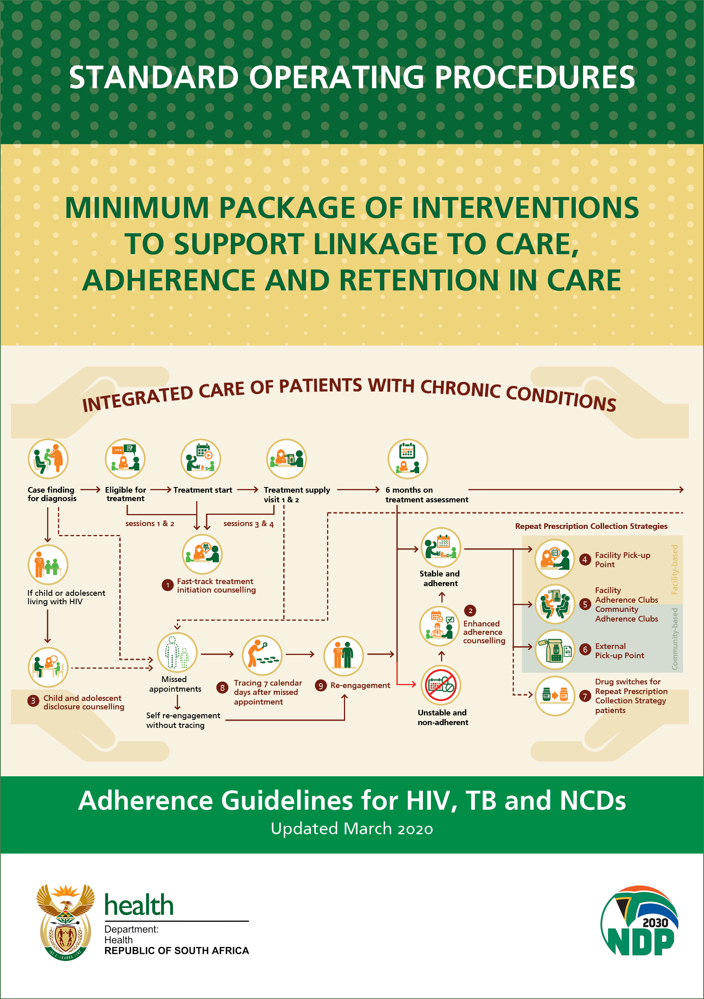 STANDARD OPERATING PROCEDURES
MINIMUM PACKAGE OF INTERVENTIONS
TO SUPPORT LINKAGE TO CARE,
ADHERENCE AND RETENTION IN CARE
INTEGRATED CARE OF PATIENTS WITH CHRONIC CONDITIONS
Case finding
for diagnosis
Eligible for
treatment
Treatment start
Treatment supply
visit 1 & 2
6 months on
treatment assessment
sessions 1 & 2
sessions 3 & 4
1 Fast-track treatment
initiation counselling
If child or adolescent
living with HIV
3 Child and adolescent
disclosure counselling
Missed
appointments
Self re-engagement
without tracing
8 Tracing 7 calendar
days after missed
appointment
9 Re-engagement
Stable and
adherent
2
Enhanced
adherence
counselling
Unstable and
non-adherent
Repeat Prescription Collection Strategies
4 Facility Pick-up
Point
5 Facility
Adherence Clubs
Community
Adherence Clubs
6 External
Pick-up Point
Facility-based
Community-based
7 Drug switches for
Repeat Prescription
Collection Strategy
patients
Adherence Guidelines for HIV, TB and NCDs
Updated March 2020
health
Department:
Health
REPUBLIC OF SOUTH AFRICA
!KE E: /XARRA //KE
2030
NDP